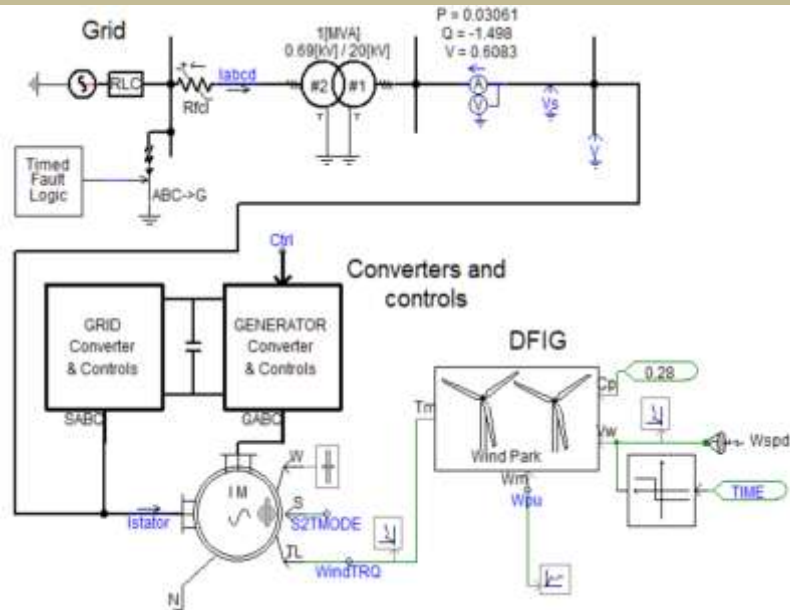 Grid
1[MVA]
0.69[kV] / 20[kV]
P = 0.03061
Q = -1.498
V = 0.6083
RLC
Rfcl
Iabcd
#2
#1
A
V
Vs
V
Timed
Fault
Logic
ABC->G
Ctrl
Converters and
controls
GRID
Converter
& Controls
GENERATOR
Converter
& Controls
SABC
GABC
DFIG
Tm
Cp
0.28
Vw
Wspd
Wind Park
Wm
Wpu
TIME
W
I M
S
S2TMODE
Istator
TL
WindTRQ
N